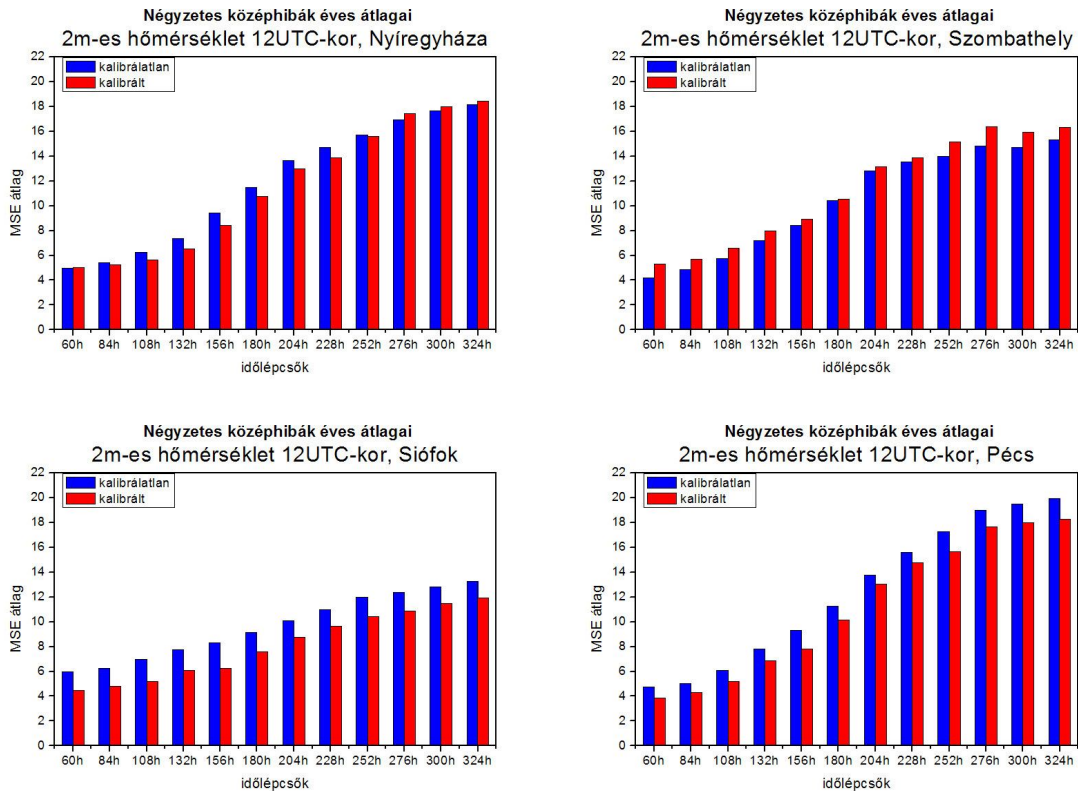 Négyzetes középhibák éves átlagai
2m-es hőmérséklet 12UTC-kor, Nyíregyháza
22
20
18
16
14
12
10
8
6
4
2
0
MSE átlag
kalibrálatlan
kalibrált
60h 84h 108h 132h 156h 180h 204h 228h 252h 276h 300h 324h
időlépcsők
Négyzetes középhibák éves átlagai
2m-es hőmérséklet 12UTC-kor, Szombathely
22
20
18
16
14
12
10
8
6
4
2
0
MSE átlag
kalibrálatlan
kalibrált
60h 84h 108h 132h 156h 180h 204h 228h 252h 276h 300h 324h
időlépcsők
Négyzetes középhibák éves átlagai
2m-es hőmérséklet 12UTC-kor, Siófok
22
20
18
16
14
12
10
8
6
4
2
0
MSE átlag
kalibrálatlan
kalibrált
60h 84h 108h 132h 156h 180h 204h 228h 252h 276h 300h 324h
időlépcsők
Négyzetes középhibák éves átlagai
2m-es hőmérséklet 12UTC-kor, Pécs
22
20
18
16
14
12
10
8
6
4
2
0
MSE átlag
kalibrálatlan
kalibrált
60h 84h 108h 132h 156h 180h 204h 228h 252h 276h 300h 324h
időlépcsők